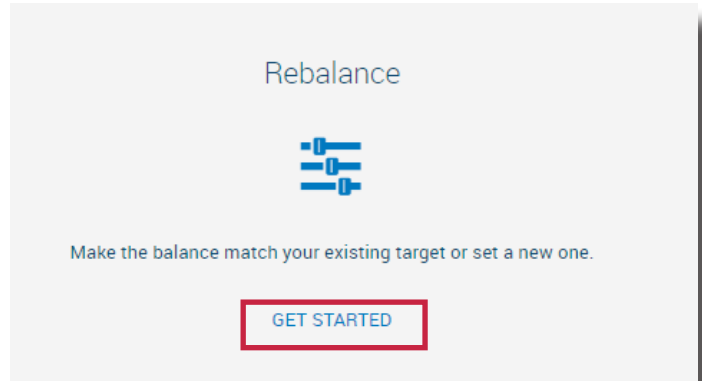 Rebalance
Make the balance match your existing target or set a new one.
GET STARTED